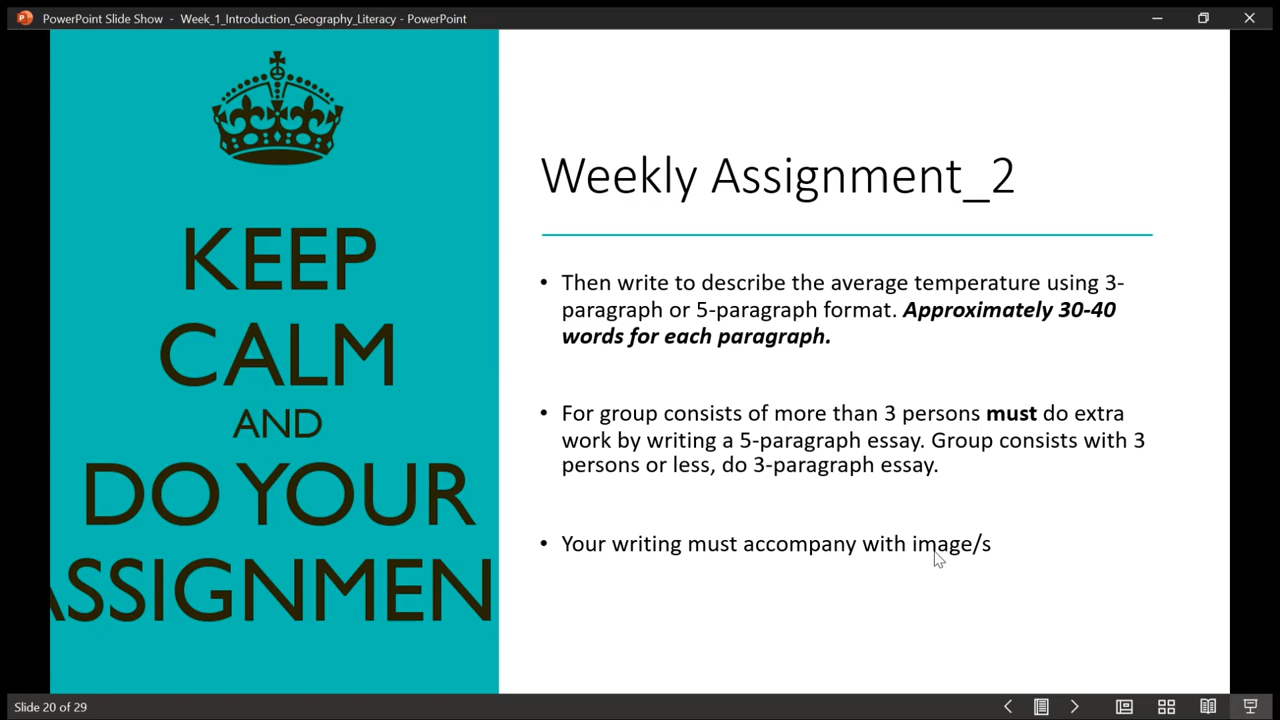 PowerPoint Slide Show - Week_1_Introduction_Geography_Literacy - PowerPoint
KEEP
CALM
AND
DO YOUR
ASSIGNMEN
Weekly Assignment_2
• Then write to describe the average temperature using 3-
paragraph or 5-paragraph format. Approximately 30-40
words for each paragraph.
• For group consists of more than 3 persons must do extra
work by writing a 5-paragraph essay. Group consists with 3
persons or less, do 3-paragraph essay.
• Your writing must accompany with image/s
Slide 20 of 29